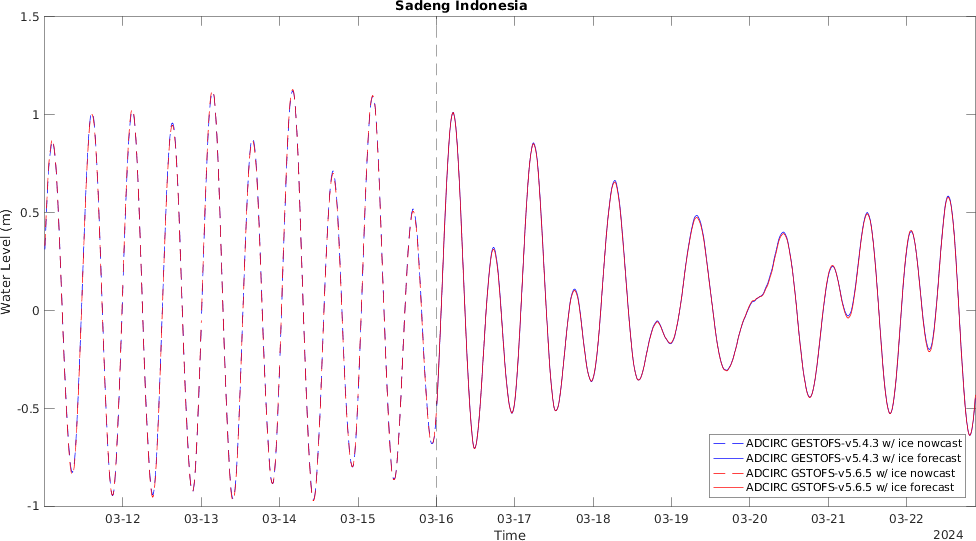 Sadeng Indonesia
1.5
1
0.5
0
-0.5
-1
Water Level (m)
03-12 03-13 03-14 03-15 03-16 03-17 03-18 03-19 03-20 03-21 03-22
Time
2024
ADCIRC GESTOFS-v5.4.3 w/ ice nowcast
ADCIRC GESTOFS-v5.4.3 w/ ice forecast
ADCIRC GSTOFS-v5.6.5 w/ ice nowcast
ADCIRC GSTOFS-v5.6.5 w/ ice forecast